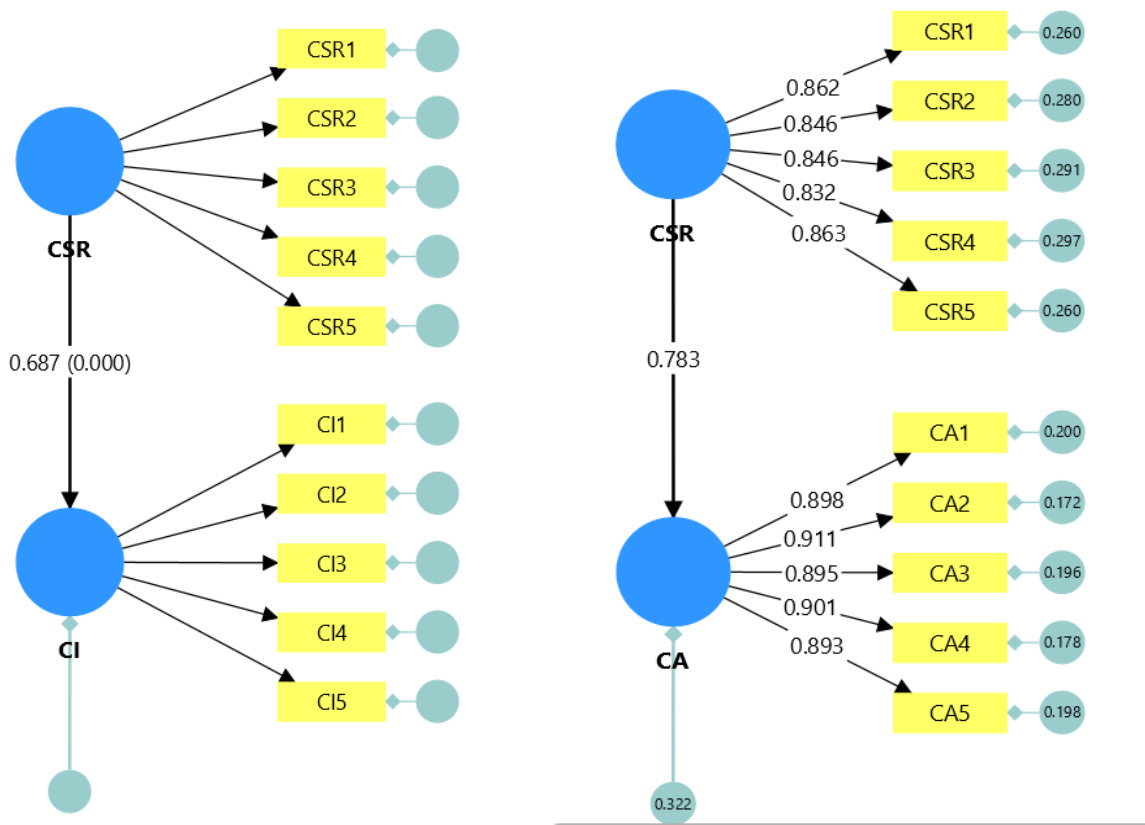 CSR1
CSR2
CSR3
CSR4
CSR5
CSR
0.687 (0.000)
CI1
CI2
CI3
CI4
CI5
CI
CSR1
0.260
0.862
CSR2
0.280
0.846
CSR3
0.291
0.846
CSR4
0.297
0.832
CSR5
0.260
0.863
CSR
0.783
CA1
0.200
0.898
CA2
0.172
0.911
CA3
0.196
0.895
CA4
0.178
0.901
CA5
0.198
0.893
CA
0.322